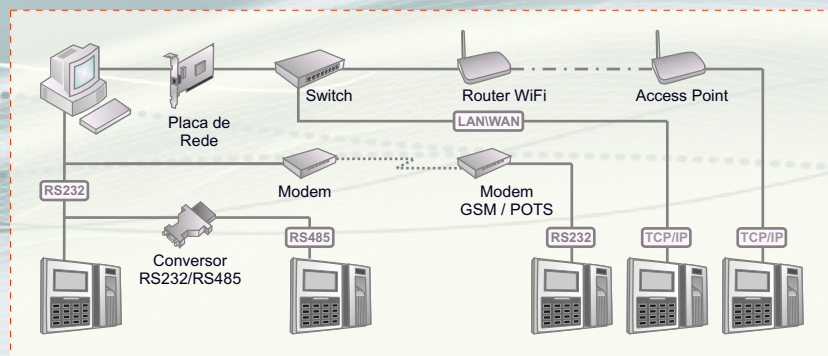 Placa de
Rede
Switch
Router WiFi
Access Point
LAN\WAN
Modem
Modem
GSM / POTS
RS232
Conversor
RS232/RS485
RS485
RS232
TCP/IP
TCP/IP